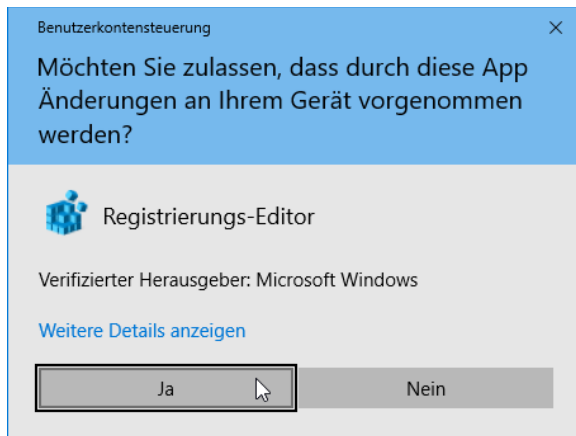 Benutzerkontensteuerung
Möchten Sie zulassen, dass durch diese App
Änderungen an Ihrem Gerät vorgenommen
werden?
Registrierungs-Editor
Verifizierter Herausgeber: Microsoft Windows
Weitere Details anzeigen
Ja Nein